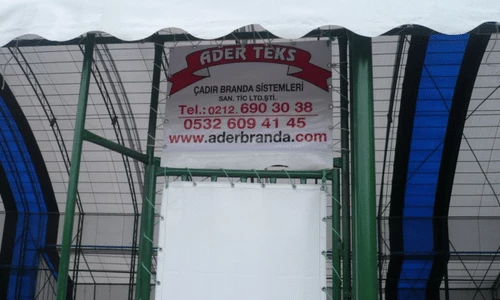 ADER TEKS
ÇADIR BRANDA SİSTEMLERİ
SAN. TİC LTD.ŞTİ.
Tel.: 0212. 690 30 38
0532 609 41 45
www.aderbranda.com